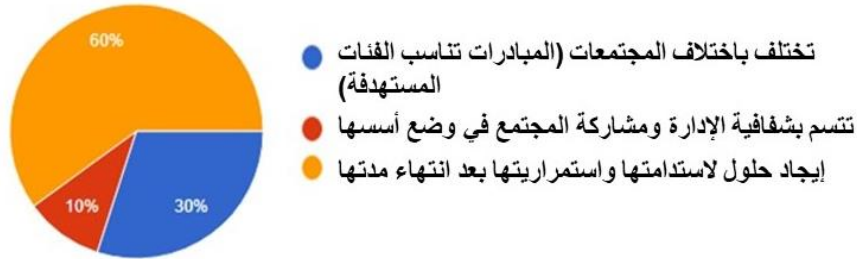 60%
10%
30%
تختلف باختلاف المجتمعات (المبادرات تناسب الفئات
المستهدفة)
تتسم بشفافية الإدارة ومشاركة المجتمع في وضع أسسها
إيجاد حلول لاستدامتها واستمراريتها بعد انتهاء مدتها